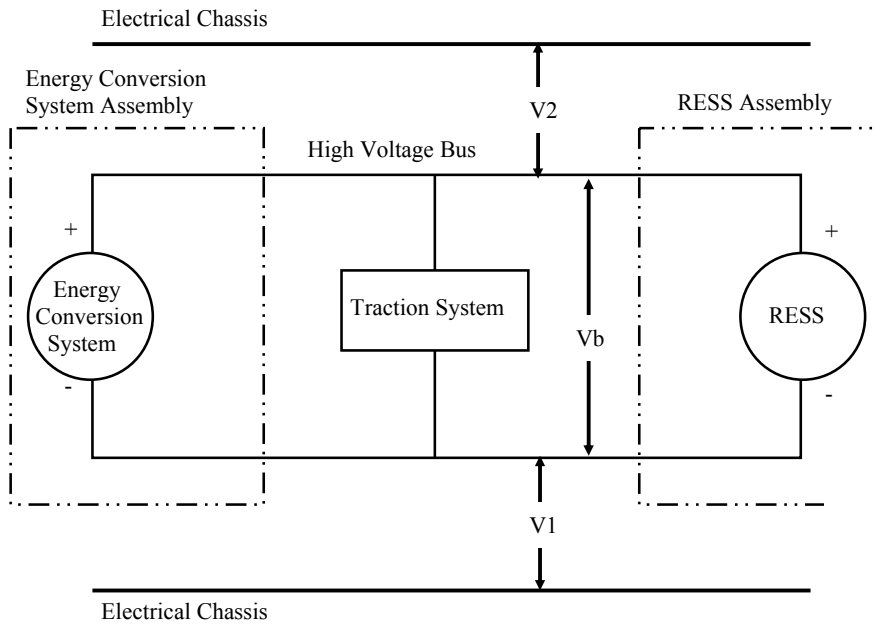 Electrical Chassis
Energy Conversion
System Assembly
V2
RESS Assembly
High Voltage Bus
+
+
Energy
Conversion
System
Traction System
Vb
RESS
-
-
V1
Electrical Chassis